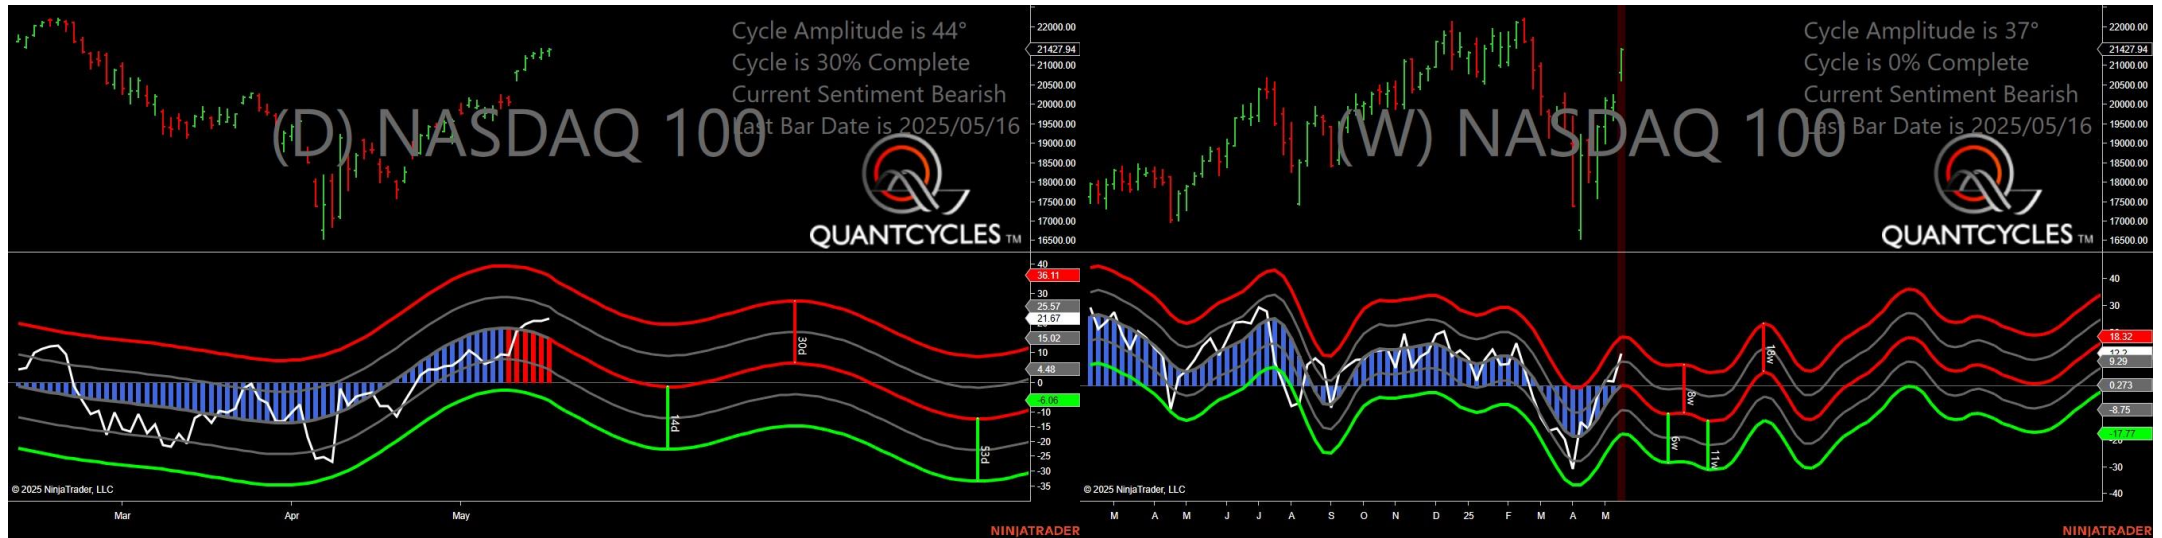 Cycle Amplitude is 44°
Cycle is 30% Complete
Current Sentiment Bearish
Last Bar Date is 2025/05/16
(D) NASDAQ 100
QUANTCYCLES TM
22000.00
21427.94
21000.00
20500.00
20000.00
19500.00
19000.00
18500.00
18000.00
17500.00
17000.00
16500.00
40
36.11
30
25.57
21.67
15.02
10
4.48
0
-6.06
-10
-15
-20
-25
-30
-35
14d
30d
53d
© 2025 NinjaTrader, LLC
Mar
Apr
May
NINJATRADER
Cycle Amplitude is 37°
Cycle is 0% Complete
Current Sentiment Bearish
Last Bar Date is 2025/05/16
(W) NASDAQ 100
QUANTCYCLES TM
22000.00
21427.94
21000.00
20500.00
20000.00
19500.00
19000.00
18500.00
18000.00
17500.00
17000.00
16500.00
40
30
18.32
12.2
9.29
0.273
-8.75
-17.77
-30
-40
6w
8w
11w
18w
© 2025 NinjaTrader, LLC
M A M J J A S O N D 25 F M A M
NINJATRADER